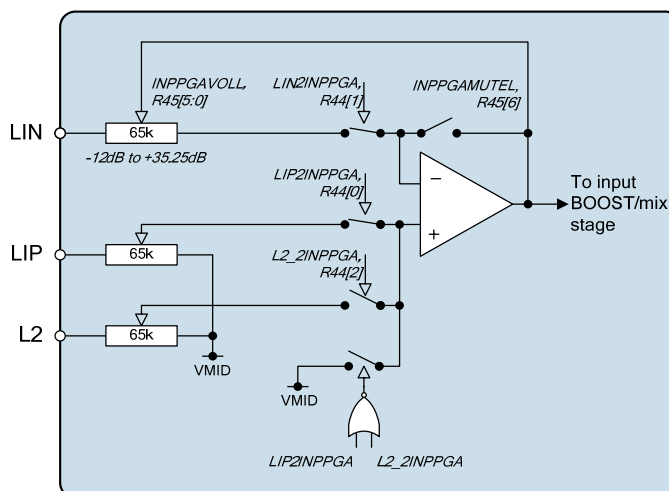 INPPGAVOLL,
R45[5:0]
LIN2INPPGA,
R44[1]
INPPGAMUTEL,
R45[6]
LIN
65k
-12dB to +35.25dB
LIP2INPPGA,
R44[0]
−
+
To input
BOOST/mix
stage
LIP
65k
L2_2INPPGA,
R44[2]
L2
65k
VMID
VMID
LIP2INPPGA
L2_2INPPGA